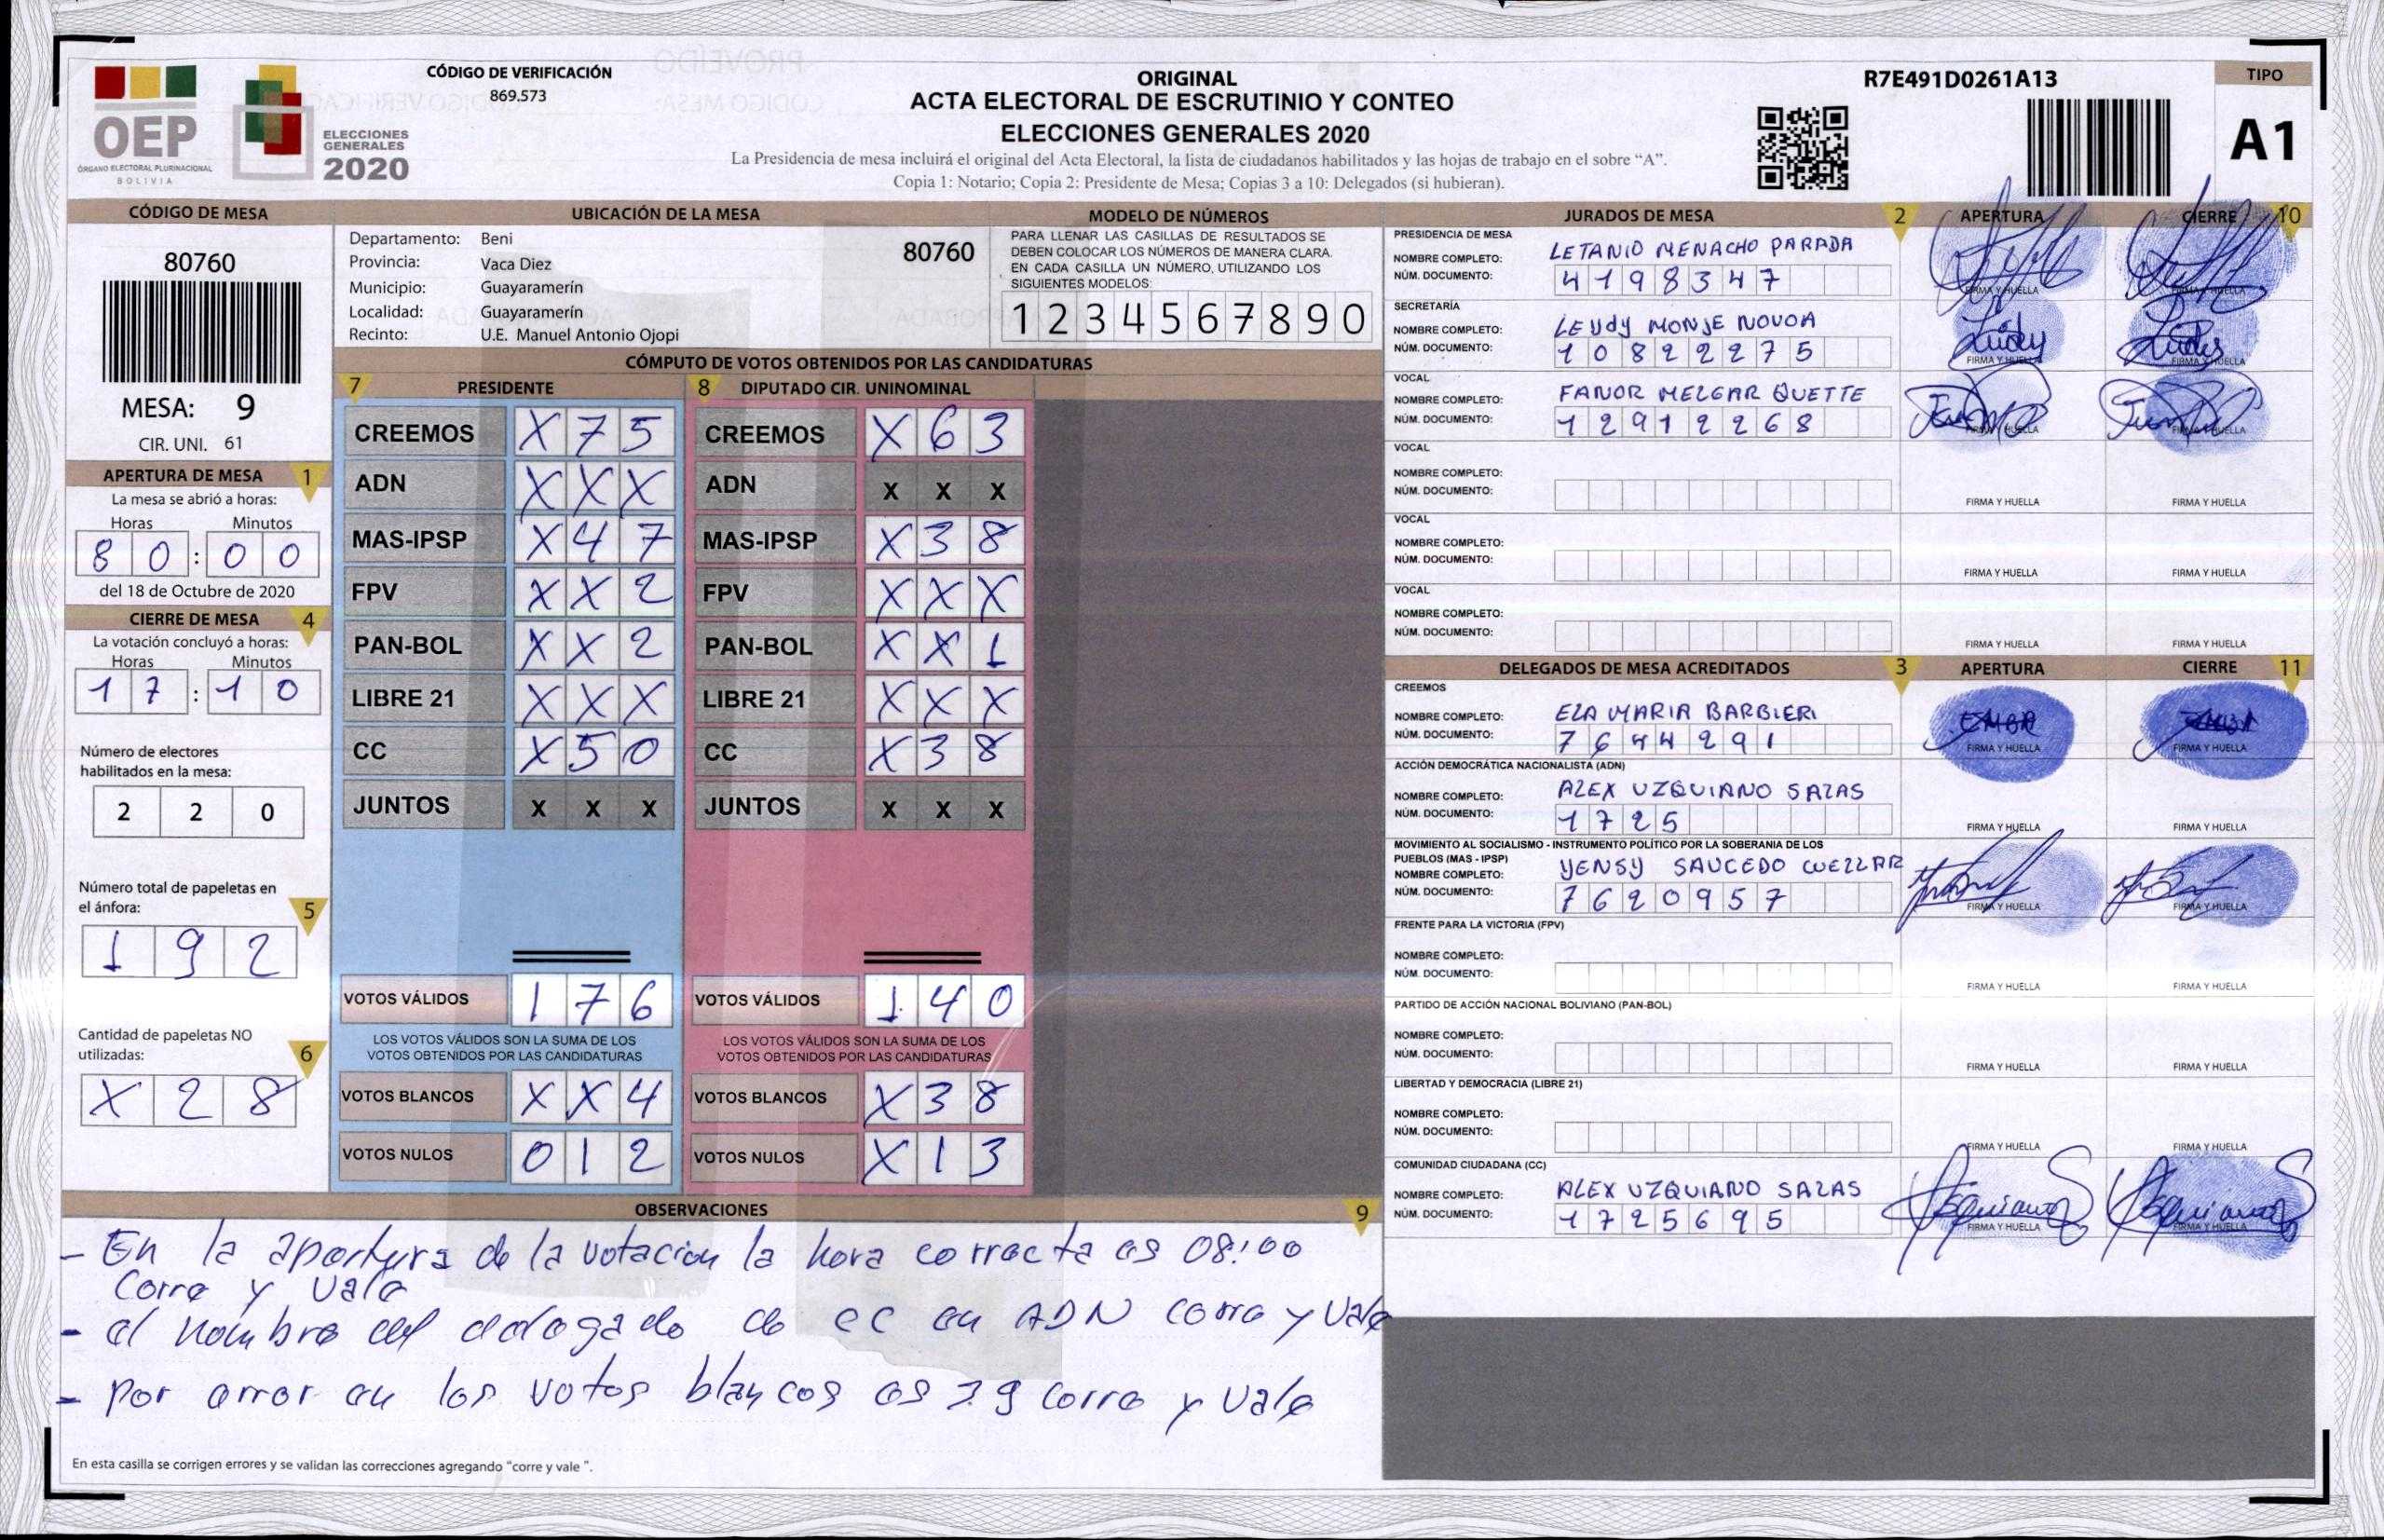 CÓDIGO DE VERIFICACIÓN
869.573
OEP
ÓRGANO ELECTORAL PLURINACIONAL
BOLIVIA
ELECCIONES
GENERALES
2020
ORIGINAL
ACTA ELECTORAL DE ESCRUTINIO Y CONTEO
ELECCIONES GENERALES 2020
La Presidencia de mesa incluirá el original del Acta Electoral, la lista de ciudadanos habilitados y las hojas de trabajo en el sobre “A”.
Copia 1: Notario; Copia 2: Presidente de Mesa; Copias 3 a 10: Delegados (si hubieran).
R7E491D0261A13
TIPO
A1
CÓDIGO DE MESA
80760
MESA: 9
CIR. UNI. 61
APERTURA DE MESA 1
La mesa se abrió a horas:
Horas Minutos
8 0 : 0 0
del 18 de Octubre de 2020
CIERRE DE MESA 4
La votación concluyó a horas:
Horas Minutos
1 7 : 1 0
Número de electores
habilitados en la mesa:
2 2 0
Número total de papeletas en
el ánfora: 5
1 9 2
Cantidad de papeletas NO
utilizadas: 6
X 2 8
UBICACIÓN DE LA MESA
Departamento: Beni
Provincia: Vaca Diez
Municipio: Guayaramerín
Localidad: Guayaramerín
Recinto: U.E. Manuel Antonio Ojopi
80760
MODELO DE NÚMEROS
PARA LLENAR LAS CASILLAS DE RESULTADOS SE
DEBEN COLOCAR LOS NÚMEROS DE MANERA CLARA.
EN CADA CASILLA UN NÚMERO, UTILIZANDO LOS
SIGUIENTES MODELOS:
1 2 3 4 5 6 7 8 9 0
CÓMPUTO DE VOTOS OBTENIDOS POR LAS CANDIDATURAS
7 PRESIDENTE
CREEMOS X 7 5
ADN X X X
MAS-IPSP X 4 7
FPV X X 2
PAN-BOL X X 2
LIBRE 21 X X X
CC X 5 0
JUNTOS X X X
VOTOS VÁLIDOS 1 7 6
LOS VOTOS VÁLIDOS SON LA SUMA DE LOS
VOTOS OBTENIDOS POR LAS CANDIDATURAS
VOTOS BLANCOS X X 4
VOTOS NULOS 0 1 2
8 DIPUTADO CIR. UNINOMINAL
CREEMOS X 6 3
ADN X X X
MAS-IPSP X 3 8
FPV X X X
PAN-BOL X X 1
LIBRE 21 X X X
CC X 3 8
JUNTOS X X X
VOTOS VÁLIDOS 1 4 0
LOS VOTOS VÁLIDOS SON LA SUMA DE LOS
VOTOS OBTENIDOS POR LAS CANDIDATURAS
VOTOS BLANCOS X 3 8
VOTOS NULOS X 1 3
OBSERVACIONES 9
- En la apertura de la votacion la hora correcta es 08:00
Corre y Vale
- el nombre del delegado de CC en ADN corre y Vale
- por error en los votos blancos es 39 corre y Vale
En esta casilla se corrigen errores y se validan las correcciones agregando “corre y vale ”.
JURADOS DE MESA 2 APERTURA CIERRE 10
PRESIDENCIA DE MESA
NOMBRE COMPLETO: LETANIO MENACHO PARADA
NÚM. DOCUMENTO: 4 1 9 8 3 4 7
FIRMA Y HUELLA FIRMA Y HUELLA
SECRETARÍA
NOMBRE COMPLETO: LEUDY MONJE NOVOA
NÚM. DOCUMENTO: 1 0 8 2 2 2 7 5
FIRMA Y HUELLA FIRMA Y HUELLA
VOCAL
NOMBRE COMPLETO: FANOR MELGAR QUETTE
NÚM. DOCUMENTO: 1 2 9 1 2 2 6 8
FIRMA Y HUELLA FIRMA Y HUELLA
VOCAL
NOMBRE COMPLETO:
NÚM. DOCUMENTO:
FIRMA Y HUELLA FIRMA Y HUELLA
VOCAL
NOMBRE COMPLETO:
NÚM. DOCUMENTO:
FIRMA Y HUELLA FIRMA Y HUELLA
VOCAL
NOMBRE COMPLETO:
NÚM. DOCUMENTO:
FIRMA Y HUELLA FIRMA Y HUELLA
DELEGADOS DE MESA ACREDITADOS 3 APERTURA CIERRE 11
CREEMOS
NOMBRE COMPLETO: ELA MARIA BARBIERI
NÚM. DOCUMENTO: 7 6 4 4 2 9 1
FIRMA Y HUELLA FIRMA Y HUELLA
ACCIÓN DEMOCRÁTICA NACIONALISTA (ADN)
NOMBRE COMPLETO: ALEX UZQUIANO SALAS
NÚM. DOCUMENTO: 1 7 2 5
FIRMA Y HUELLA FIRMA Y HUELLA
MOVIMIENTO AL SOCIALISMO - INSTRUMENTO POLÍTICO POR LA SOBERANIA DE LOS
PUEBLOS (MAS - IPSP)
NOMBRE COMPLETO: YENSY SAUCEDO CUELLAR
NÚM. DOCUMENTO: 7 6 2 0 9 5 7
FIRMA Y HUELLA FIRMA Y HUELLA
FRENTE PARA LA VICTORIA (FPV)
NOMBRE COMPLETO:
NÚM. DOCUMENTO:
FIRMA Y HUELLA FIRMA Y HUELLA
PARTIDO DE ACCIÓN NACIONAL BOLIVIANO (PAN-BOL)
NOMBRE COMPLETO:
NÚM. DOCUMENTO:
FIRMA Y HUELLA FIRMA Y HUELLA
LIBERTAD Y DEMOCRACIA (LIBRE 21)
NOMBRE COMPLETO:
NÚM. DOCUMENTO:
FIRMA Y HUELLA FIRMA Y HUELLA
COMUNIDAD CIUDADANA (CC)
NOMBRE COMPLETO: ALEX UZQUIANO SALAS
NÚM. DOCUMENTO: 1 7 2 5 6 9 5
FIRMA Y HUELLA FIRMA Y HUELLA